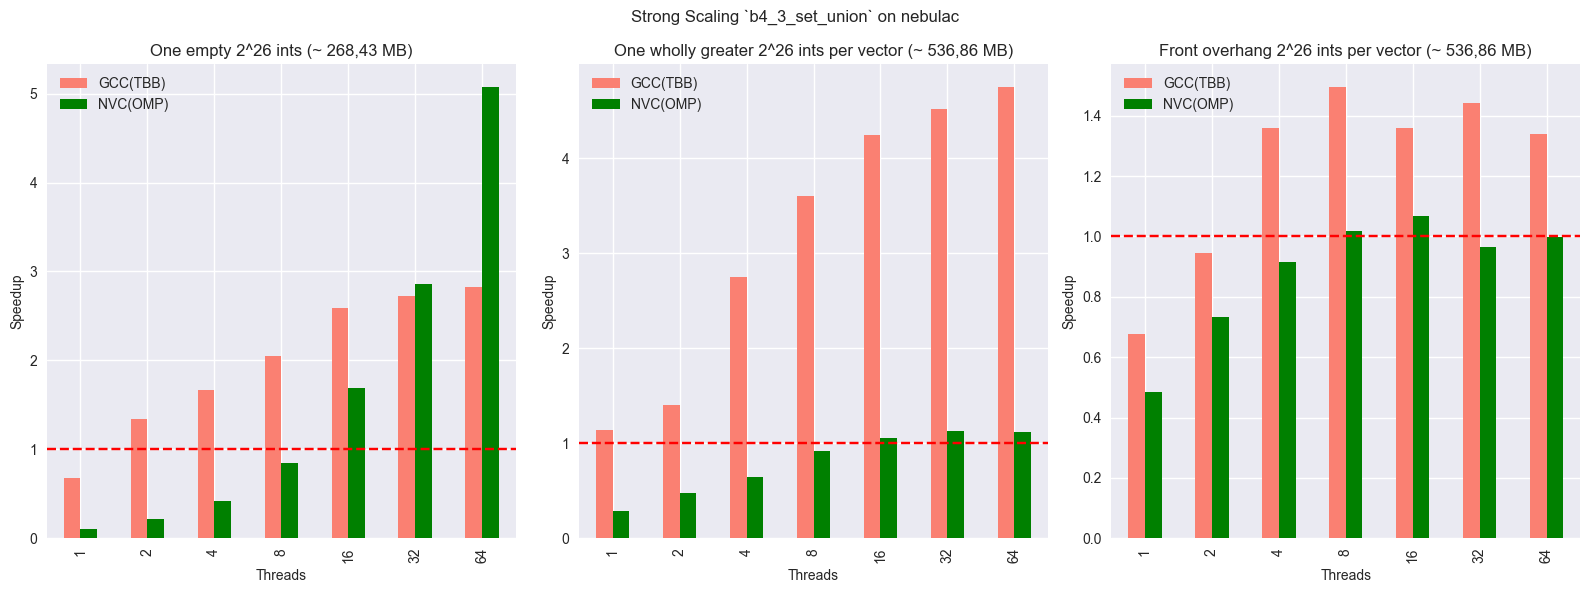 Strong Scaling `b4_3_set_union` on nebulac
One empty 2^26 ints (~ 268,43 MB)
GCC(TBB)
NVC(OMP)
Speedup
5
4
3
2
1
0
1
2
4
8
16
32
64
Threads
One wholly greater 2^26 ints per vector (~ 536,86 MB)
GCC(TBB)
NVC(OMP)
Speedup
4
3
2
1
0
1
2
4
8
16
32
64
Threads
Front overhang 2^26 ints per vector (~ 536,86 MB)
GCC(TBB)
NVC(OMP)
Speedup
1.4
1.2
1.0
0.8
0.6
0.4
0.2
0.0
1
2
4
8
16
32
64
Threads